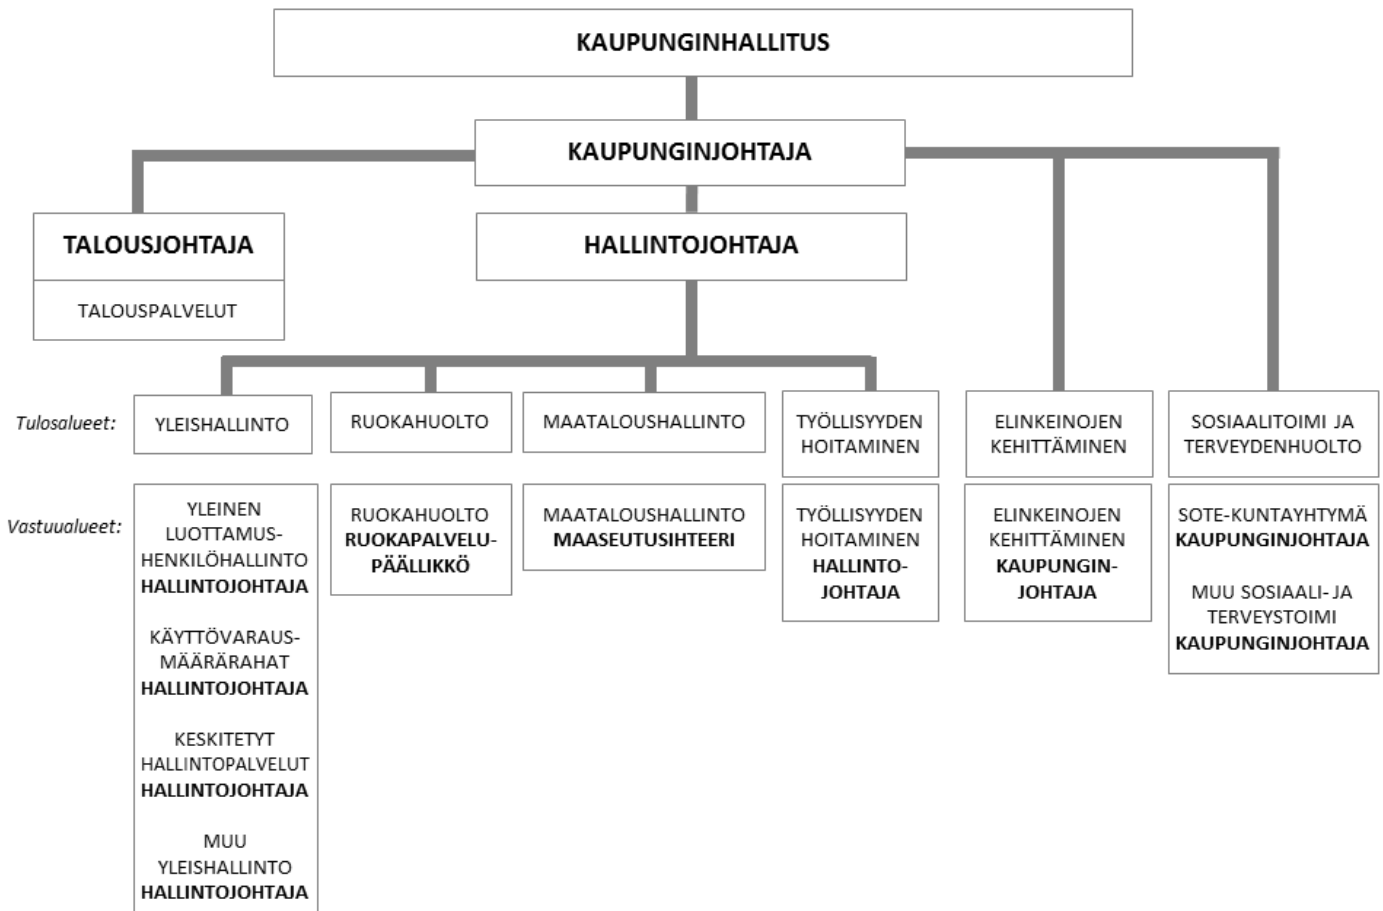 KAUPUNGINHALLITUS
KAUPUNGINJOHTAJA
TALOUSJOHTAJA
TALOUSPALVELUT
HALLINTOJOHTAJA
Tulosalueet:
YLEISHALLINTO
RUOKAHUOLTO
MAATALOUSHALLINTO
TYÖLLISYYDEN
HOITAMINEN
ELINKEINOJEN
KEHITTÄMINEN
SOSIAALITOIMI JA
TERVEYDENHUOLTO
Vastuualueet:
YLEINEN
LUOTTAMUS-
HENKILÖHALLINTO
HALLINTOJOHTAJA
KÄYTTÖVARAUS-
MÄÄRÄRAHAT
HALLINTOJOHTAJA
KESKITETYT
HALLINTOPALVELUT
HALLINTOJOHTAJA
MUU
YLEISHALLINTO
HALLINTOJOHTAJA
RUOKAHUOLTO
RUOKAPALVELU-
PÄÄLLIKKÖ
MAATALOUSHALLINTO
MAASEUTUSIHTEERI
TYÖLLISYYDEN
HOITAMINEN
HALLINTO-
JOHTAJA
ELINKEINOJEN
KEHITTÄMINEN
KAUPUNGIN-
JOHTAJA
SOTE-KUNTAYHTYMÄ
KAUPUNGINJOHTAJA
MUU SOSIAALI- JA
TERVEYSTOIMI
KAUPUNGINJOHTAJA